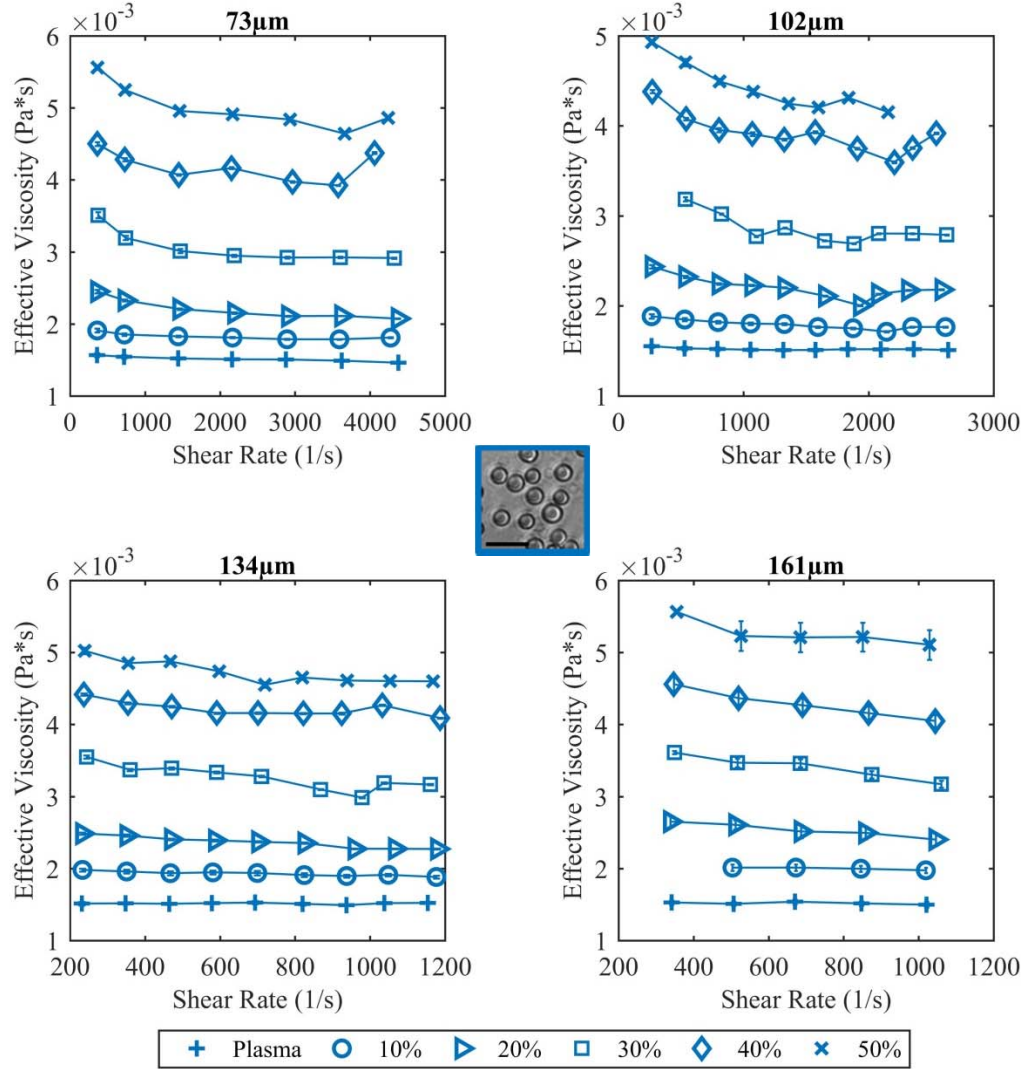 73µm
×10⁻³
6
5
4
3
2
1
Effective Viscosity (Pa*s)
0 1000 2000 3000 4000 5000
Shear Rate (1/s)
102µm
×10⁻³
5
4
3
2
1
Effective Viscosity (Pa*s)
0 1000 2000 3000
Shear Rate (1/s)
134µm
×10⁻³
6
5
4
3
2
1
Effective Viscosity (Pa*s)
200 400 600 800 1000 1200
Shear Rate (1/s)
161µm
×10⁻³
6
5
4
3
2
1
Effective Viscosity (Pa*s)
200 400 600 800 1000 1200
Shear Rate (1/s)
Plasma 10% 20% 30% 40% 50%